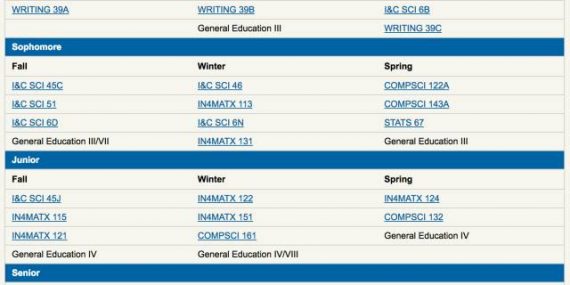 WRITING 39A WRITING 39B I&C SCI 6B
General Education III WRITING 39C
Sophomore
Fall Winter Spring
I&C SCI 45C I&C SCI 46 COMPSCI 122A
I&C SCI 51 IN4MATX 113 COMPSCI 143A
I&C SCI 6D I&C SCI 6N STATS 67
General Education III/VII IN4MATX 131 General Education III
Junior
Fall Winter Spring
I&C SCI 45J IN4MATX 122 IN4MATX 124
IN4MATX 115 IN4MATX 151 COMPSCI 132
IN4MATX 121 COMPSCI 161 General Education IV
General Education IV General Education IV/VIII
Senior